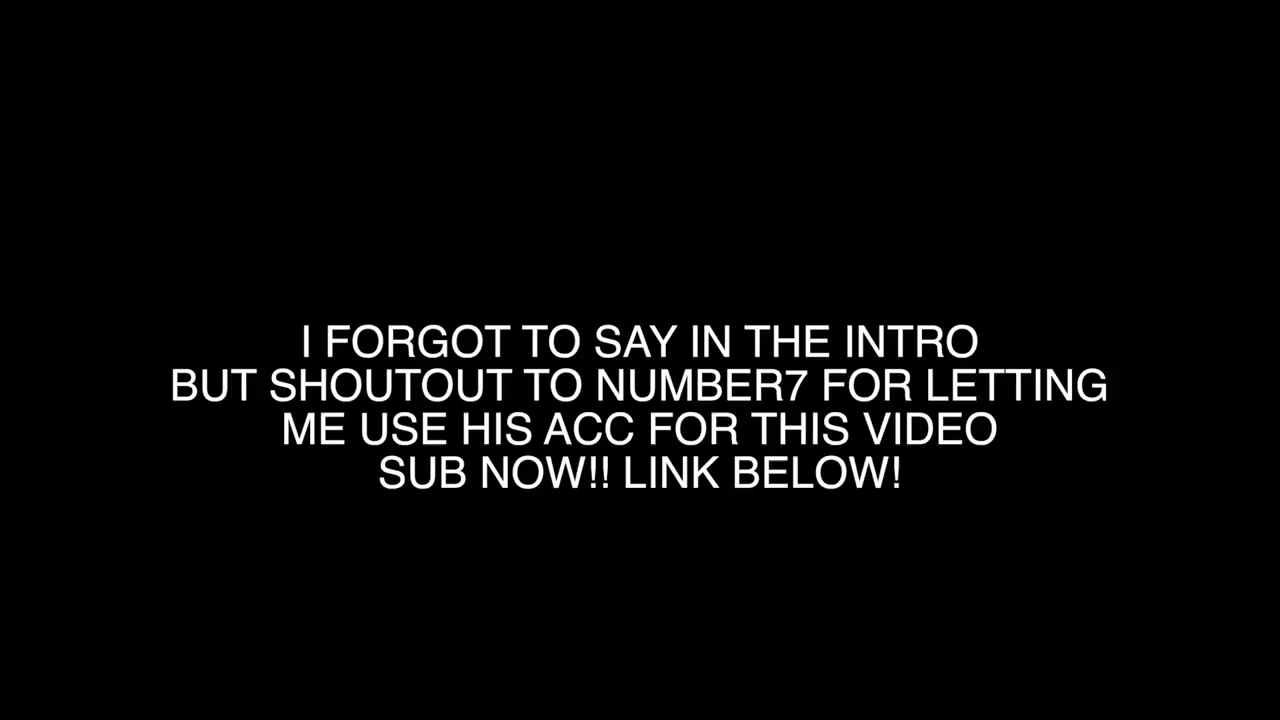 I FORGOT TO SAY IN THE INTRO
BUT SHOUTOUT TO NUMBER7 FOR LETTING
ME USE HIS ACC FOR THIS VIDEO
SUB NOW!! LINK BELOW!